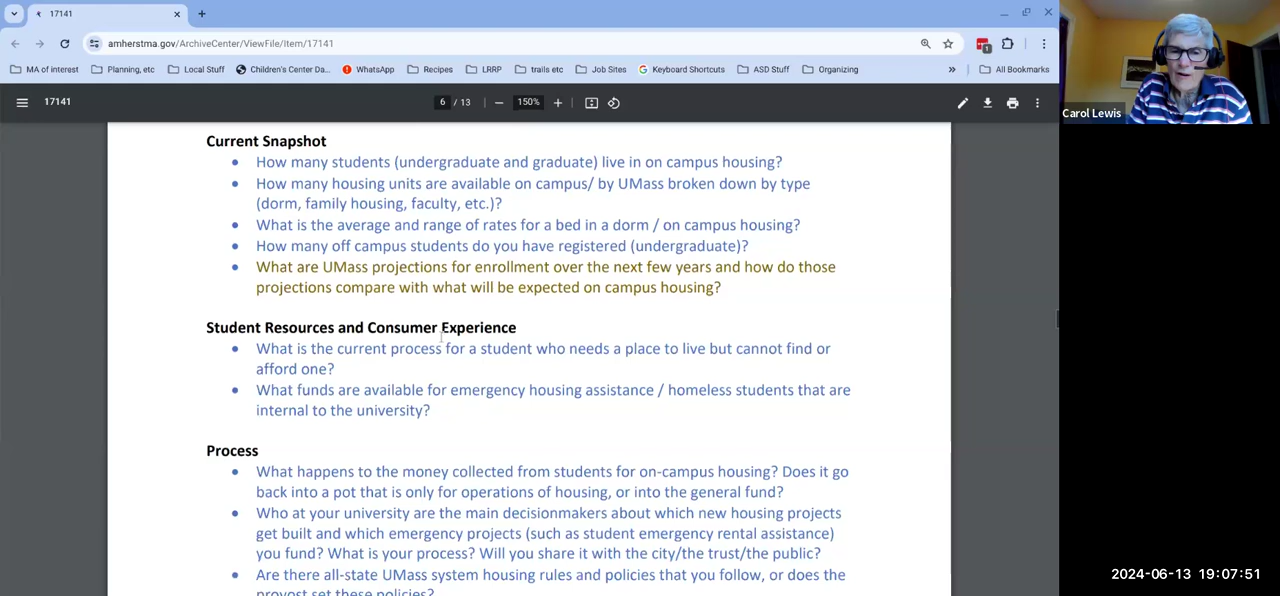 17141
amherstma.gov/ArchiveCenter/ViewFile/Item/17141
1
MA of interest
Planning, etc
Local Stuff
Children's Center Da...
WhatsApp
Recipes
LRRP
trails etc
Job Sites
Keyboard Shortcuts
ASD Stuff
Organizing
»
All Bookmarks
17141
6 / 13
150%
Carol Lewis
Current Snapshot
• How many students (undergraduate and graduate) live in on campus housing?
• How many housing units are available on campus/ by UMass broken down by type
(dorm, family housing, faculty, etc.)?
• What is the average and range of rates for a bed in a dorm / on campus housing?
• How many off campus students do you have registered (undergraduate)?
• What are UMass projections for enrollment over the next few years and how do those
projections compare with what will be expected on campus housing?
Student Resources and Consumer Experience
• What is the current process for a student who needs a place to live but cannot find or
afford one?
• What funds are available for emergency housing assistance / homeless students that are
internal to the university?
Process
• What happens to the money collected from students for on-campus housing? Does it go
back into a pot that is only for operations of housing, or into the general fund?
• Who at your university are the main decisionmakers about which new housing projects
get built and which emergency projects (such as student emergency rental assistance)
you fund? What is your process? Will you share it with the city/the trust/the public?
• Are there all-state UMass system housing rules and policies that you follow, or does the
provost set these policies?
2024-06-13 19:07:51